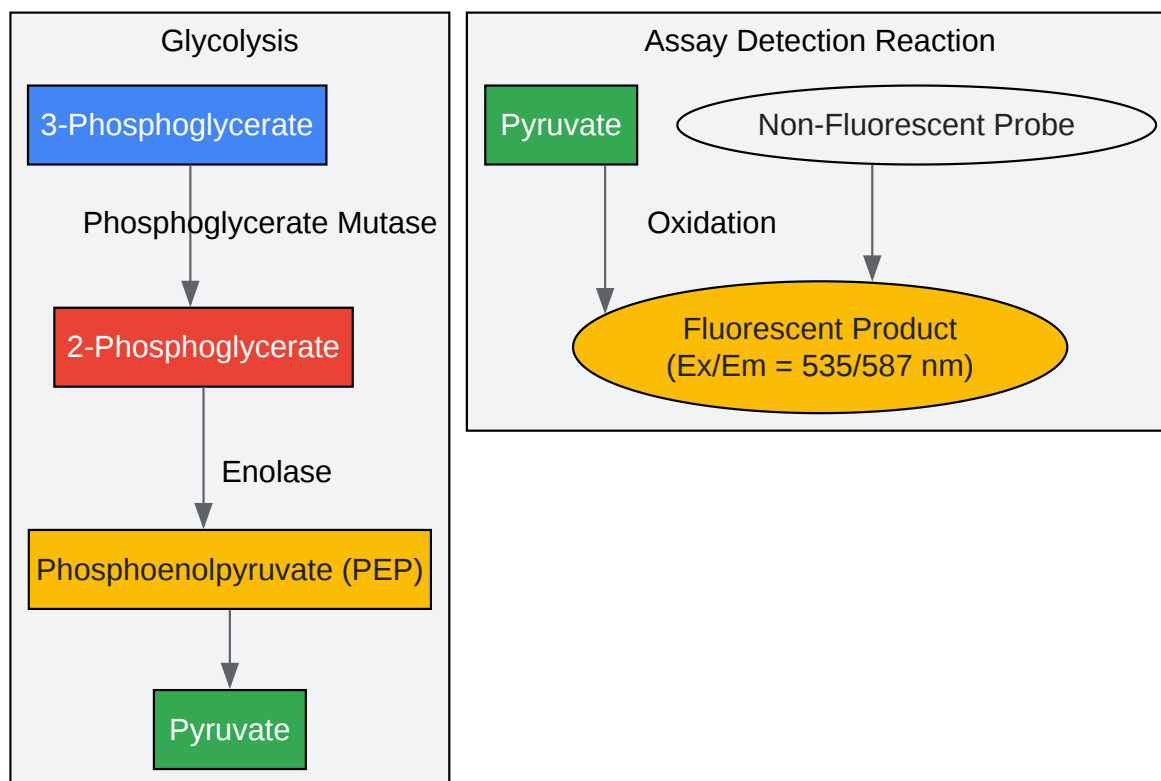 Glycolysis
3-Phosphoglycerate
Phosphoglycerate Mutase
2-Phosphoglycerate
Enolase
Phosphoenolpyruvate (PEP)
Pyruvate
Assay Detection Reaction
Pyruvate
Non-Fluorescent Probe
Oxidation
Fluorescent Product
(Ex/Em = 535/587 nm)